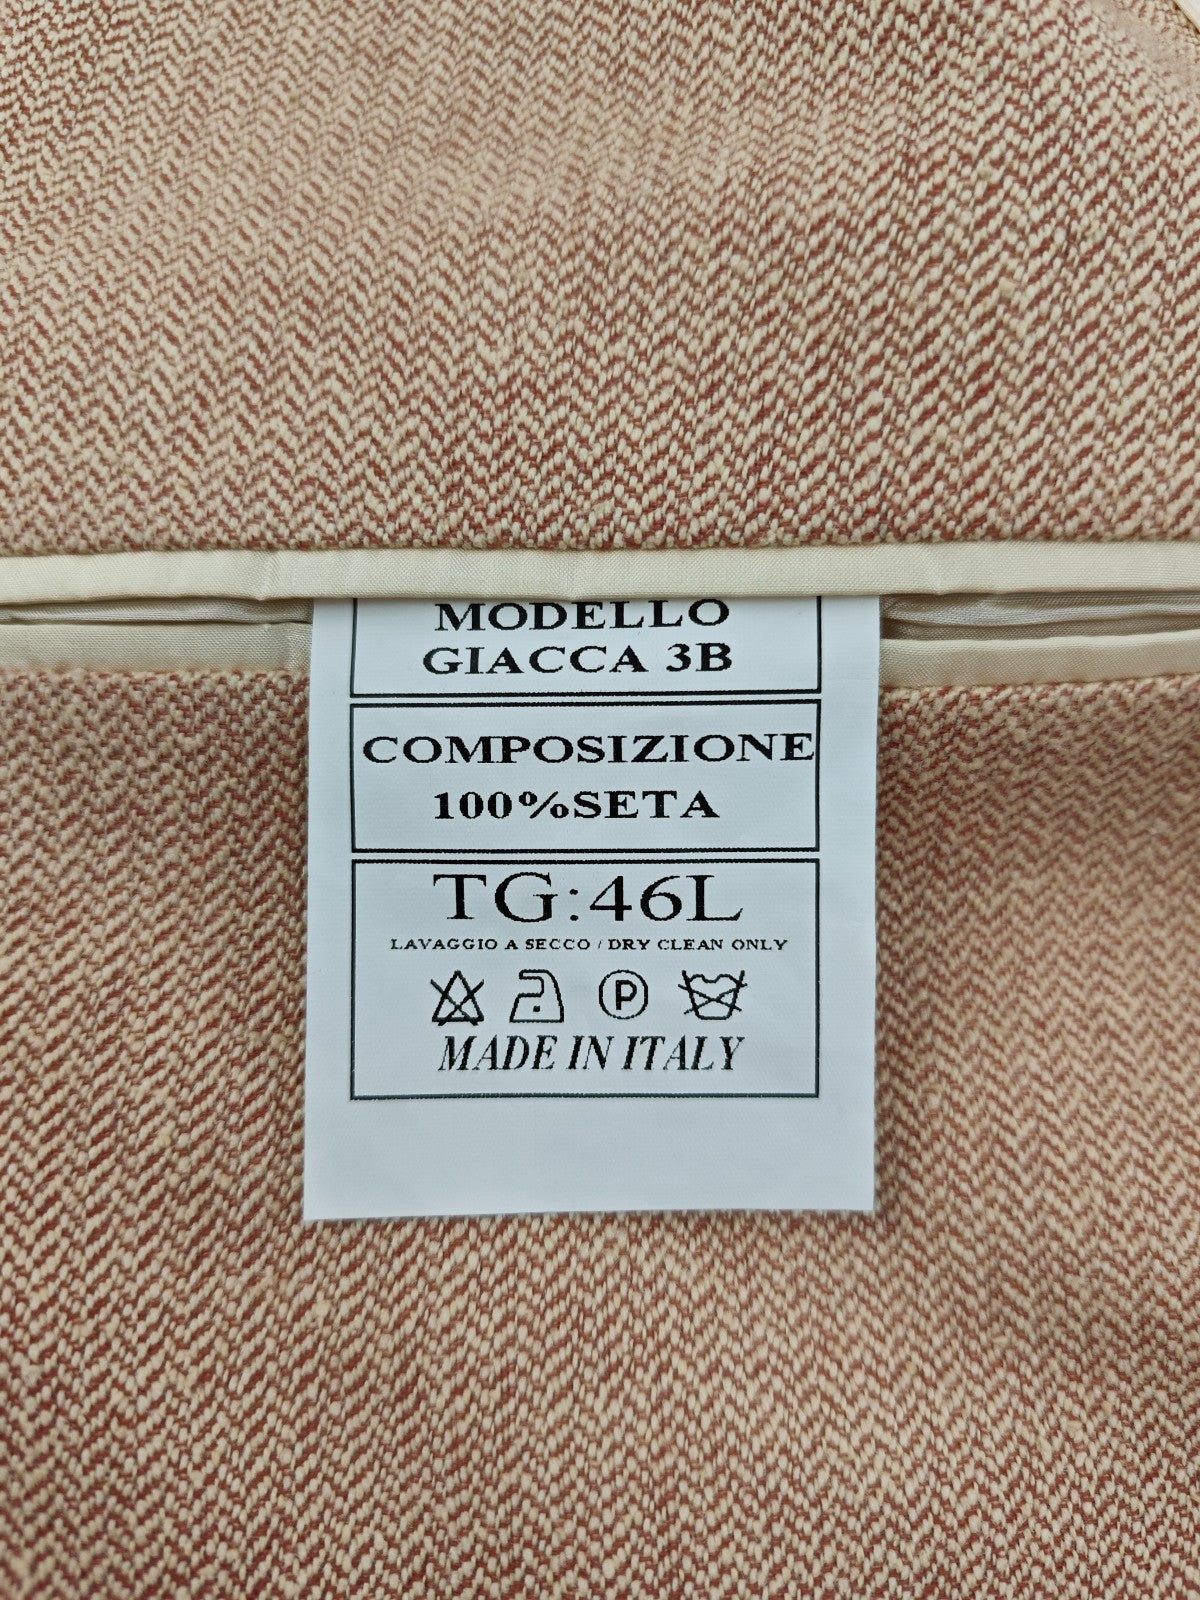 MODELLO
GIACCA 3B
COMPOSIZIONE
100%SETA
TG:46L
LAVAGGIO A SECCO / DRY CLEAN ONLY
P
MADE IN ITALY